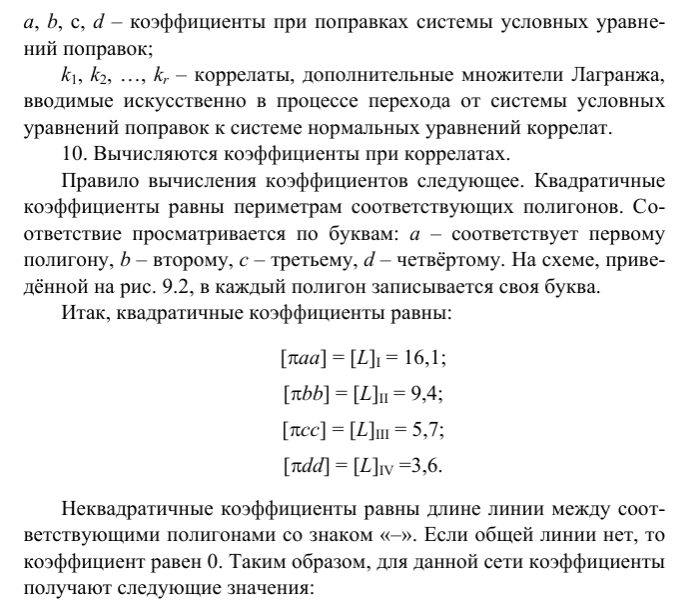 a, b, c, d – коэффициенты при поправках системы условных уравне-
ний поправок;
k1, k2, …, kr – коррелаты, дополнительные множители Лагранжа,
вводимые искусственно в процессе перехода от системы условных
уравнений поправок к системе нормальных уравнений коррелат.
10. Вычисляются коэффициенты при коррелатах.
Правило вычисления коэффициентов следующее. Квадратичные
коэффициенты равны периметрам соответствующих полигонов. Со-
ответствие просматривается по буквам: a – соответствует первому
полигону, b – второму, c – третьему, d – четвёртому. На схеме, приве-
дённой на рис. 9.2, в каждый полигон записывается своя буква.
Итак, квадратичные коэффициенты равны:
[πaa] = [L]I = 16,1;
[πbb] = [L]II = 9,4;
[πcc] = [L]III = 5,7;
[πdd] = [L]IV =3,6.
Неквадратичные коэффициенты равны длине линии между соот-
ветствующими полигонами со знаком «–». Если общей линии нет, то
коэффициент равен 0. Таким образом, для данной сети коэффициенты
получают следующие значения: